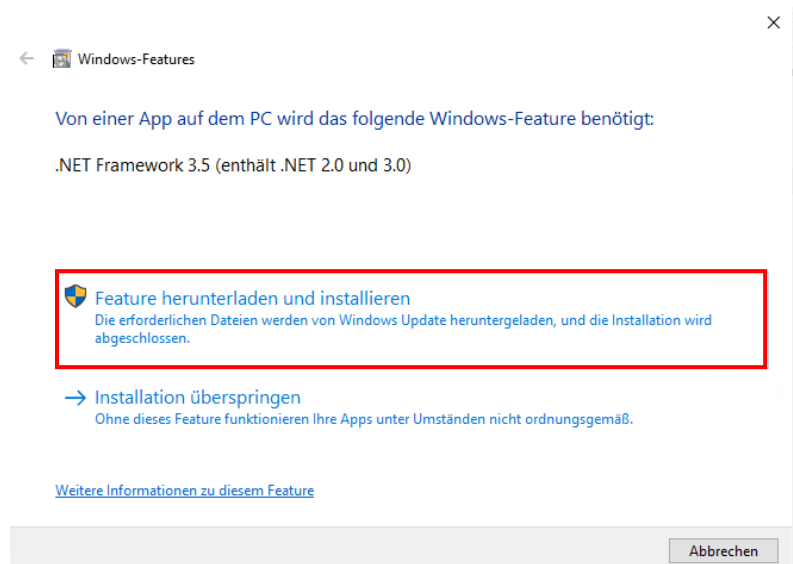 Windows-Features
Von einer App auf dem PC wird das folgende Windows-Feature benötigt:
.NET Framework 3.5 (enthält .NET 2.0 und 3.0)
Feature herunterladen und installieren
Die erforderlichen Dateien werden von Windows Update heruntergeladen, und die Installation wird
abgeschlossen.
Installation überspringen
Ohne dieses Feature funktionieren Ihre Apps unter Umständen nicht ordnungsgemäß.
Weitere Informationen zu diesem Feature
Abbrechen